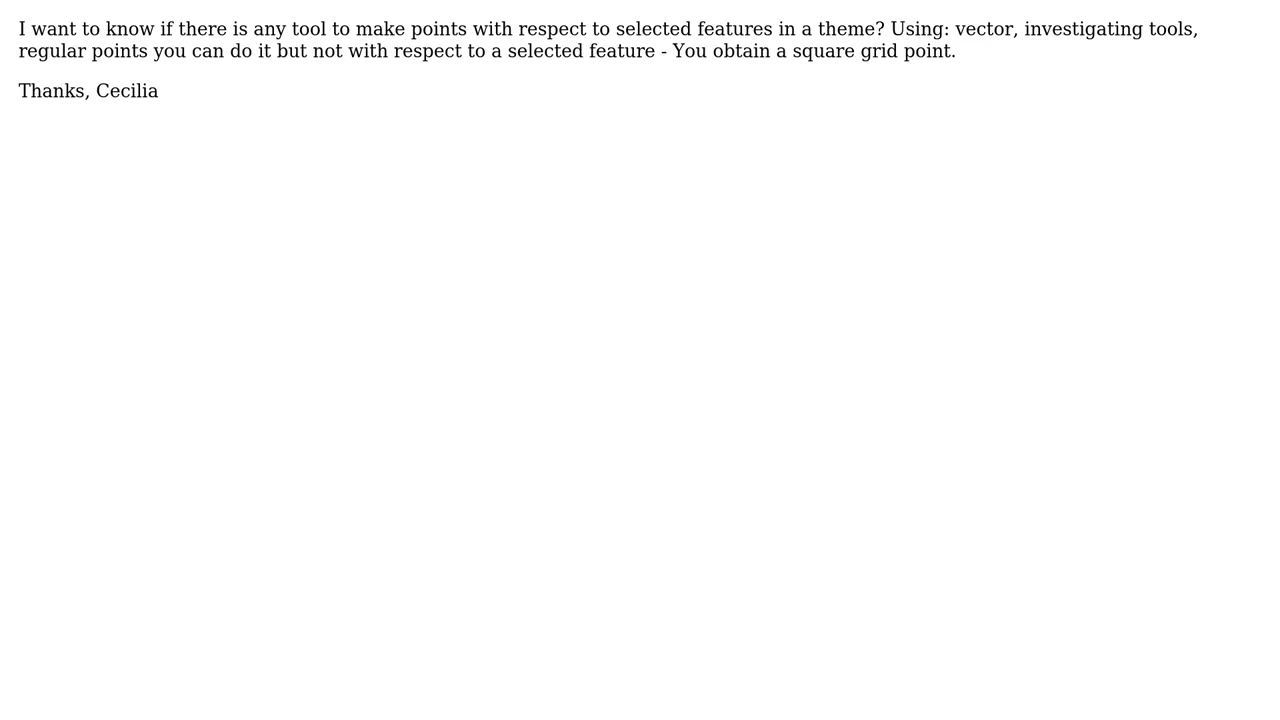 I want to know if there is any tool to make points with respect to selected features in a theme? Using: vector, investigating tools,
regular points you can do it but not with respect to a selected feature - You obtain a square grid point.
Thanks, Cecilia